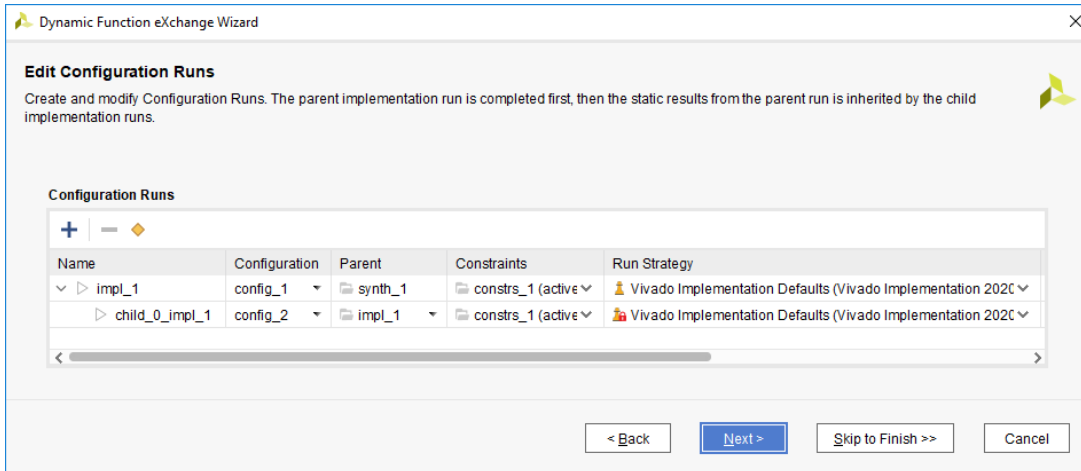 Dynamic Function eXchange Wizard
Edit Configuration Runs
Create and modify Configuration Runs. The parent implementation run is completed first, then the static results from the parent run is inherited by the child
implementation runs.
Configuration Runs
Name Configuration Parent Constraints Run Strategy
impl_1 config_1 synth_1 constrs_1 (active Vivado Implementation Defaults (Vivado Implementation 202
child_0_impl_1 config_2 impl_1 constrs_1 (active Vivado Implementation Defaults (Vivado Implementation 202
< Back Next > Skip to Finish >> Cancel